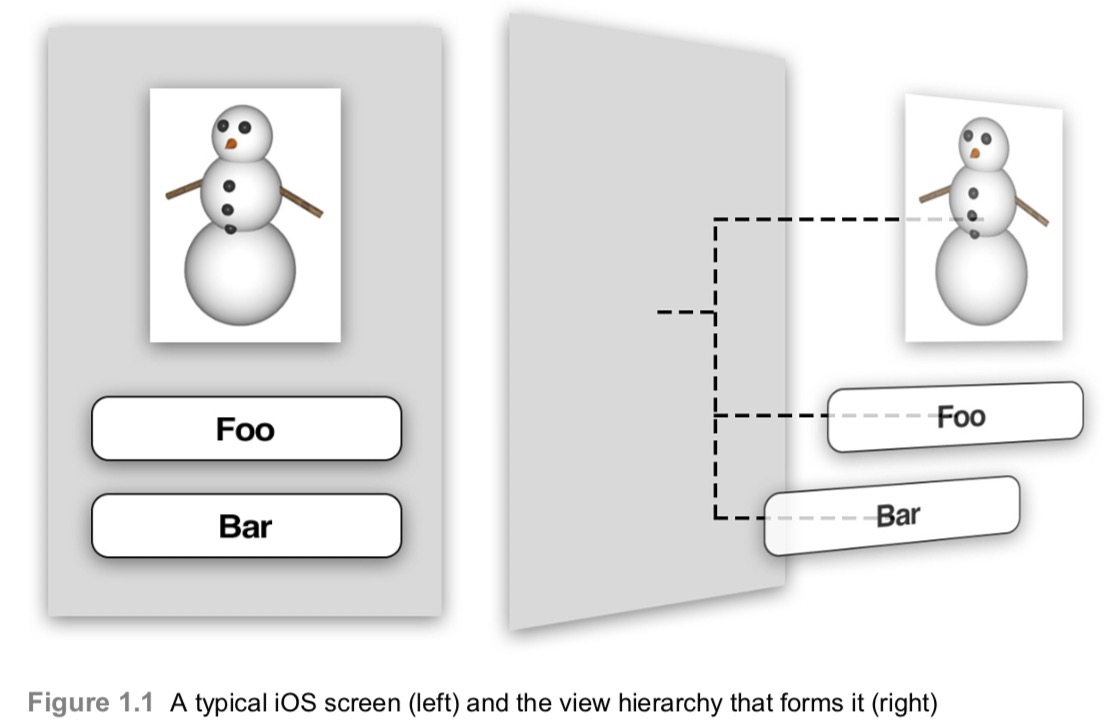 Foo
Bar
Foo
Bar
Figure 1.1 A typical iOS screen (left) and the view hierarchy that forms it (right)